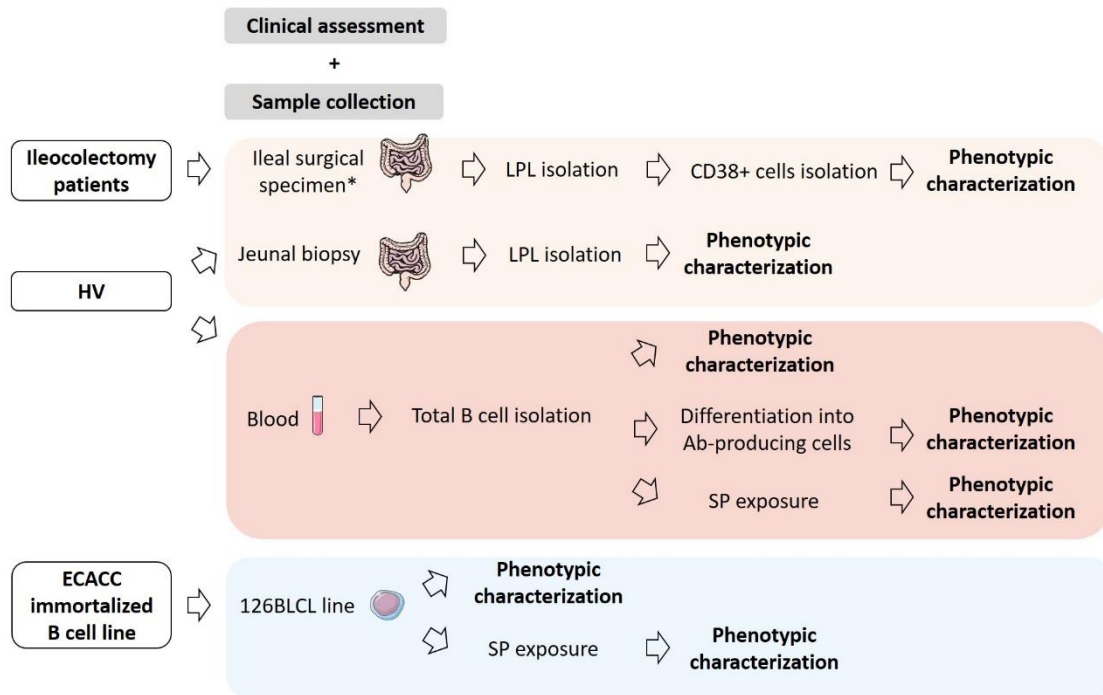 Clinical assessment
+
Sample collection
Ileocolectomy
patients
Ileal surgical
specimen*
LPL isolation
CD38+ cells isolation
Phenotypic
characterization
HV
Jeunal biopsy
LPL isolation
Phenotypic
characterization
Blood
Total B cell isolation
Phenotypic
characterization
Differentiation into
Ab-producing cells
Phenotypic
characterization
SP exposure
Phenotypic
characterization
ECACC
immortalized
B cell line
126BLCL line
Phenotypic
characterization
SP exposure
Phenotypic
characterization